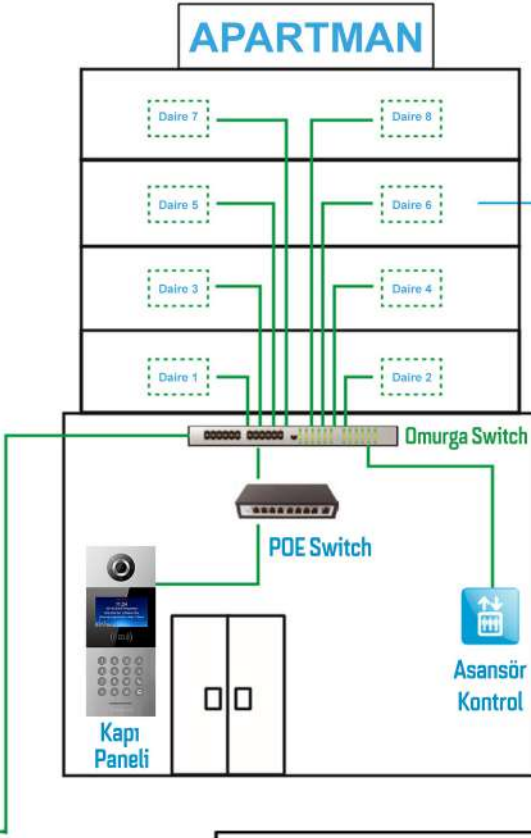 APARTMAN
Daire 7
Daire 8
Daire 5
Daire 6
Daire 3
Daire 4
Daire 1
Daire 2
Omurga Switch
POE Switch
Kapı
Paneli
Asansör
Kontrol